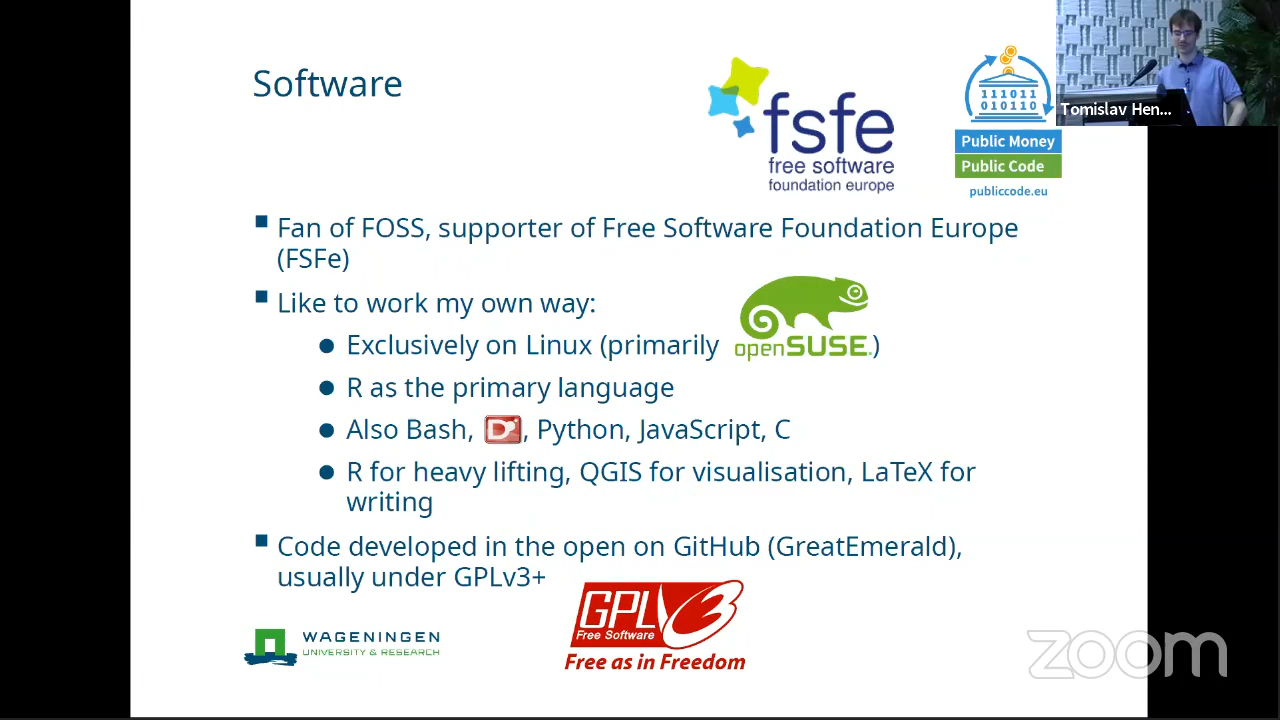 Software
fsfe
free software
foundation europe
111011
010110
Public Money
Public Code
publiccode.eu
Tomislav Hen...
Fan of FOSS, supporter of Free Software Foundation Europe
(FSFe)
Like to work my own way:
Exclusively on Linux (primarily openSUSE.)
R as the primary language
Also Bash, D, Python, JavaScript, C
R for heavy lifting, QGIS for visualisation, LaTeX for
writing
Code developed in the open on GitHub (GreatEmerald),
usually under GPLv3+
GPLv3
Free Software
Free as in Freedom
WAGENINGEN
UNIVERSITY & RESEARCH
zoom